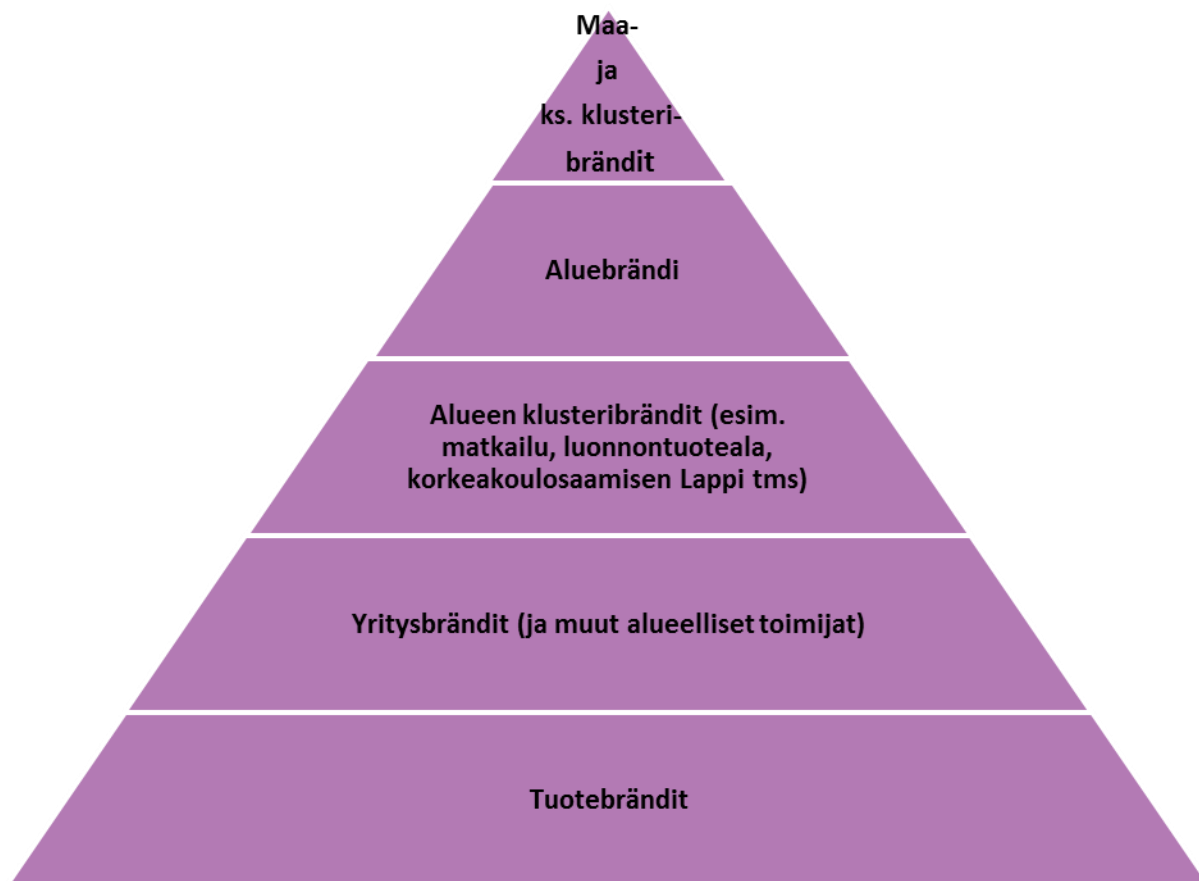 Maa-
ja
ks. klusteri-
brändit
Aluebrändi
Alueen klusteribrändit (esim.
matkailu, luonnontuoteala,
korkeakoulosaamisen Lappi tms)
Yritysbrändit (ja muut alueelliset toimijat)
Tuotebrändit